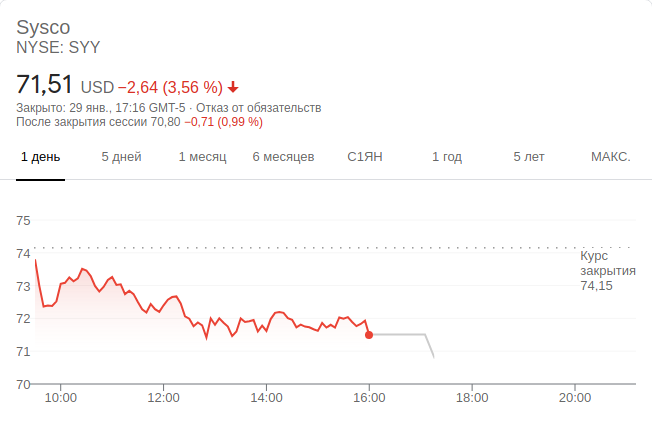 Sysco
NYSE: SYY
71,51 USD −2,64 (3,56 %)
Закрыто: 29 янв., 17:16 GMT-5 · Отказ от обязательств
После закрытия сессии 70,80 −0,71 (0,99 %)
1 день 5 дней 1 месяц 6 месяцев С1ЯН 1 год 5 лет МАКС.
75
74
73
72
71
70
Курс
закрытия
74,15
10:00 12:00 14:00 16:00 18:00 20:00